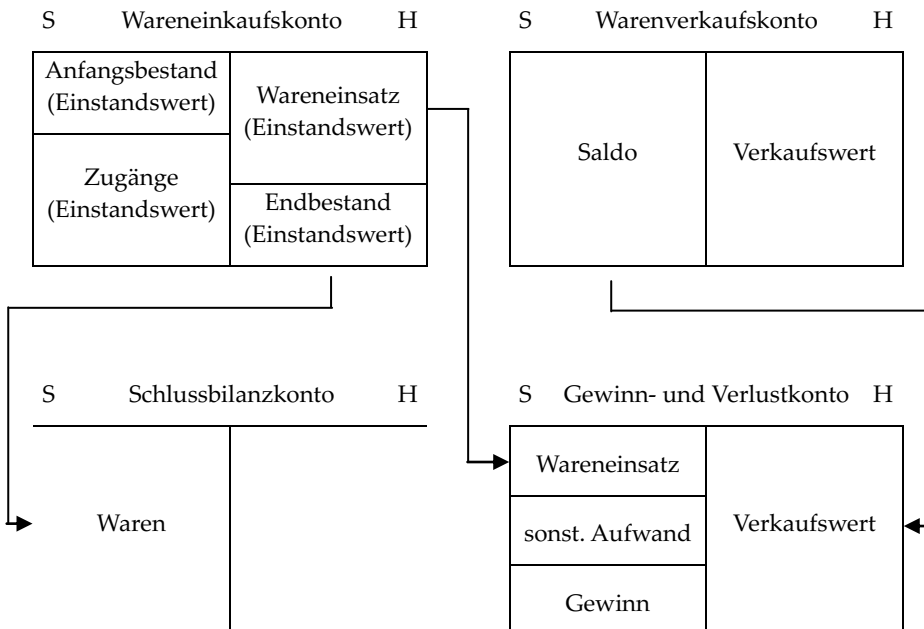 S Wareneinkaufskonto H
Anfangsbestand
(Einstandswert)
Zugänge
(Einstandswert)
Wareneinsatz
(Einstandswert)
Endbestand
(Einstandswert)
S Warenverkaufskonto H
Saldo
Verkaufswert
S Schlussbilanzkonto H
Waren
S Gewinn- und Verlustkonto H
Wareneinsatz
sonst. Aufwand
Gewinn
Verkaufswert